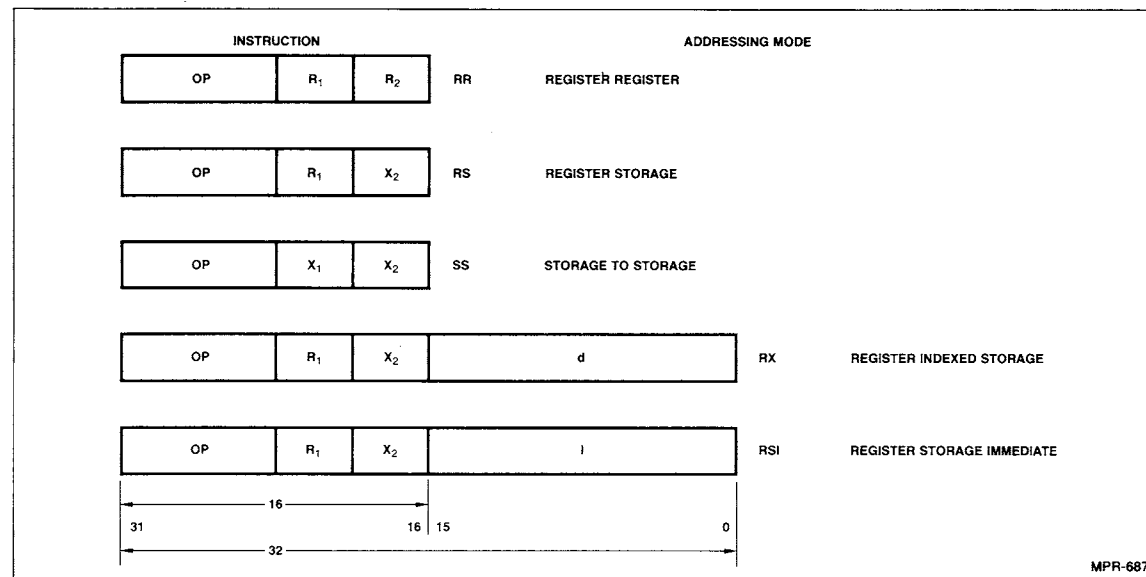 INSTRUCTION ADDRESSING MODE
OP R₁ R₂ RR REGISTER REGISTER
OP R₁ X₂ RS REGISTER STORAGE
OP X₁ X₂ SS STORAGE TO STORAGE
OP R₁ X₂ d RX REGISTER INDEXED STORAGE
OP R₁ X₂ I RSI REGISTER STORAGE IMMEDIATE
16
31 16 15 0
32
MPR-687